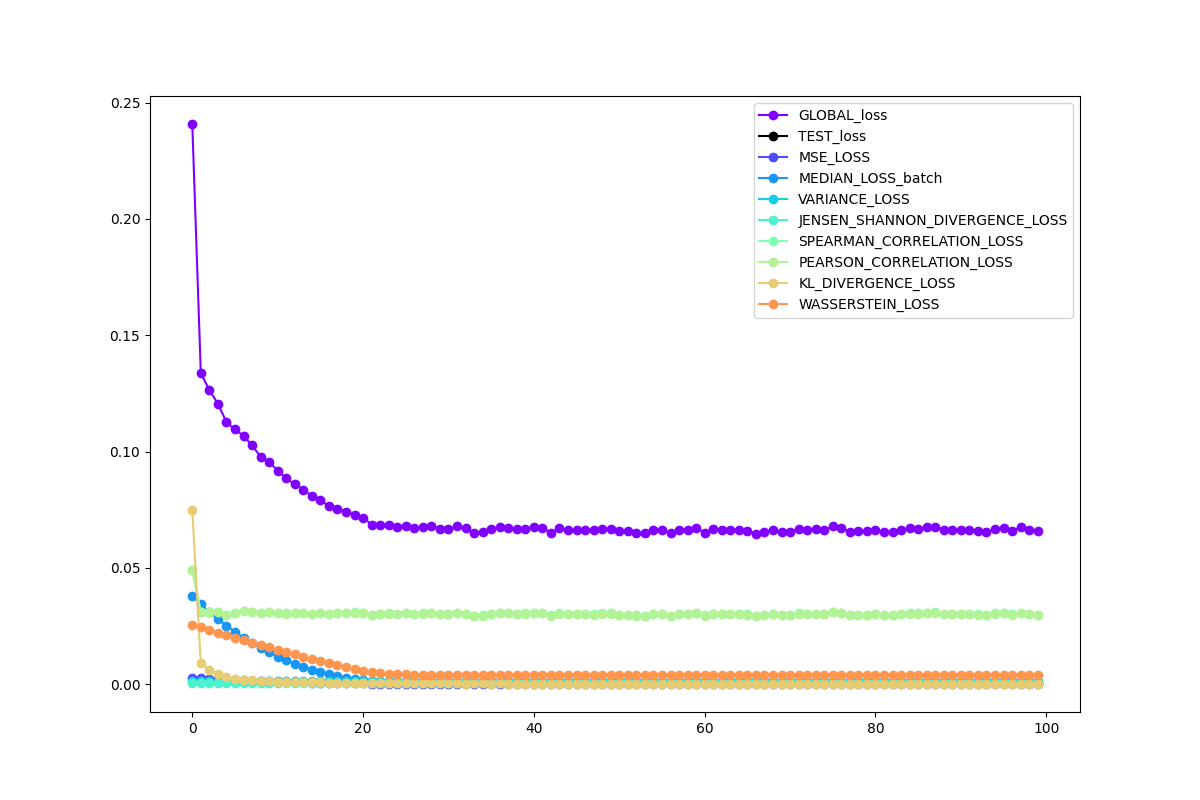 0.25
0.20
0.15
0.10
0.05
0.00
0
20
40
60
80
100
GLOBAL_loss
TEST_loss
MSE_LOSS
MEDIAN_LOSS_batch
VARIANCE_LOSS
JENSEN_SHANNON_DIVERGENCE_LOSS
SPEARMAN_CORRELATION_LOSS
PEARSON_CORRELATION_LOSS
KL_DIVERGENCE_LOSS
WASSERSTEIN_LOSS